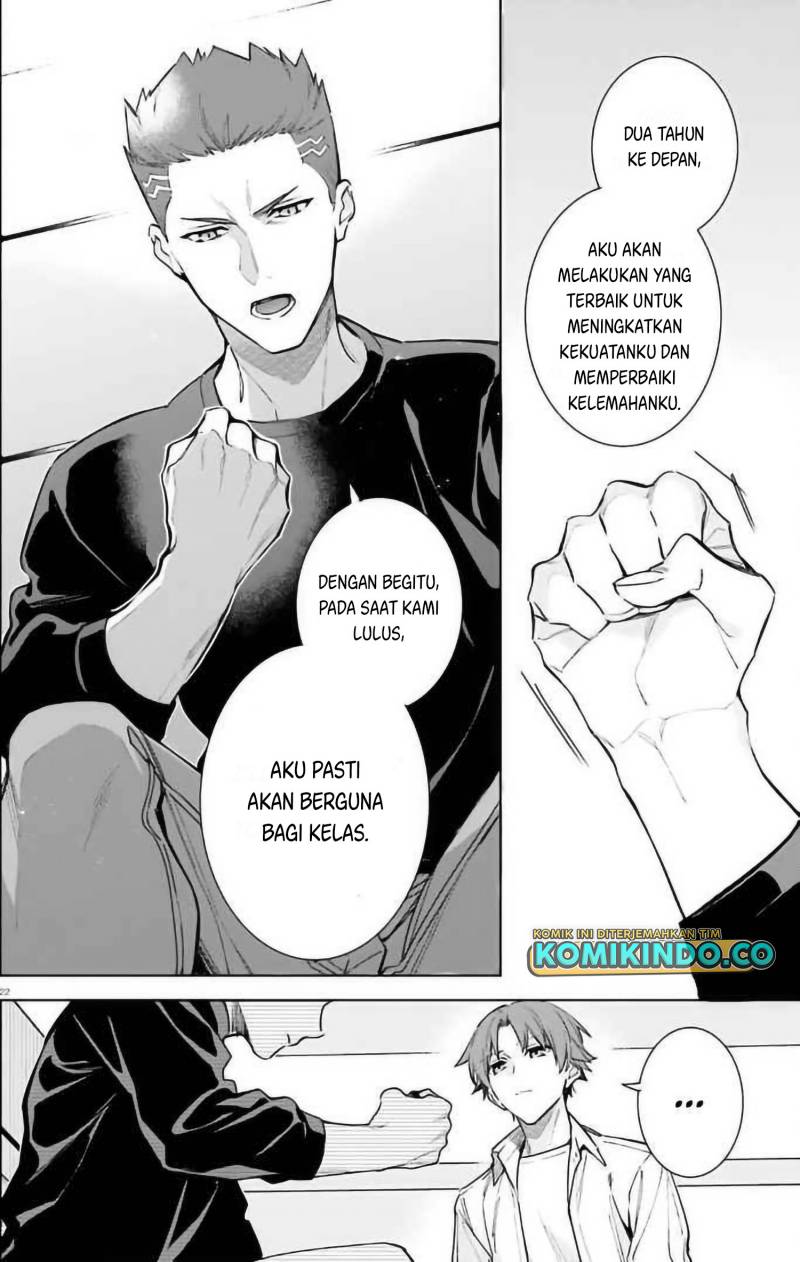 DUA TAHUN
KE DEPAN,
AKU AKAN
MELAKUKAN YANG
TERBAIK UNTUK
MENINGKATKAN
KEKUATANKU DAN
MEMPERBAIKI
KELEMAHANKU.
DENGAN BEGITU,
PADA SAAT KAMI
LULUS,
AKU PASTI
AKAN BERGUNA
BAGI KELAS.
KOMIK INI DITERJEMAHKAN TIM
KOMIKINDO.CO
22
...